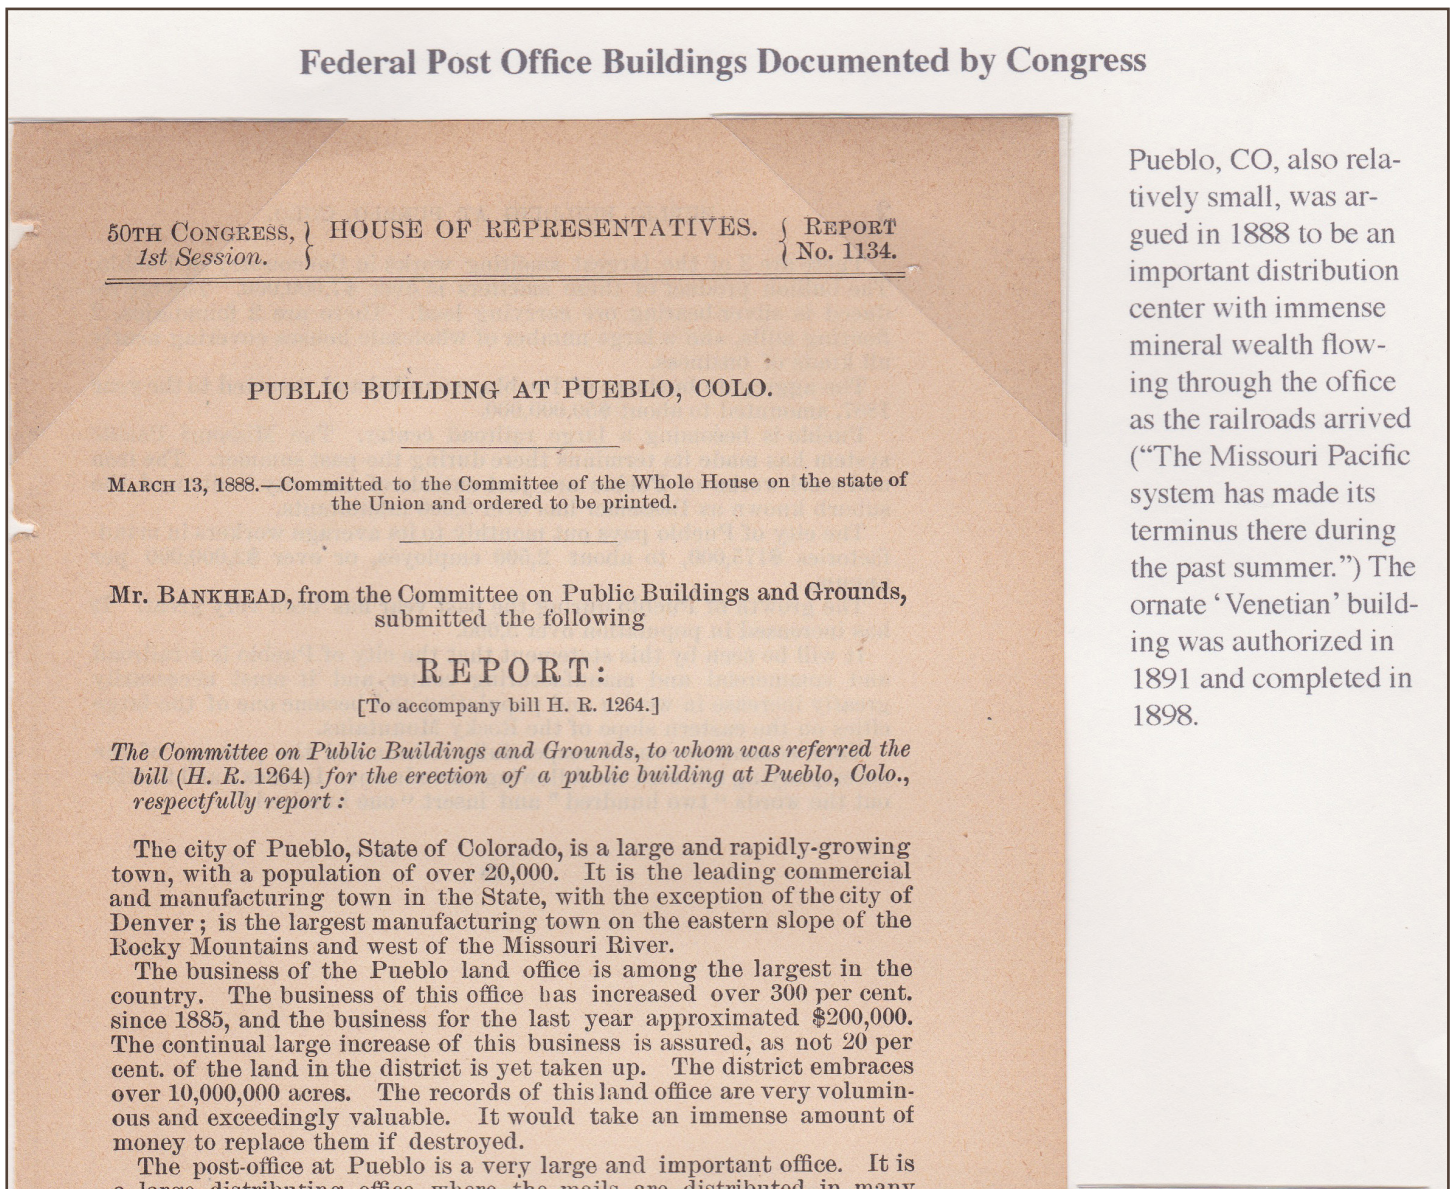 Federal Post Office Buildings Documented by Congress
50TH CONGRESS, } HOUSE OF REPRESENTATIVES. { REPORT
1st Session. } { No. 1134.
PUBLIC BUILDING AT PUEBLO, COLO.
MARCH 13, 1888.—Committed to the Committee of the Whole House on the state of
the Union and ordered to be printed.
Mr. BANKHEAD, from the Committee on Public Buildings and Grounds,
submitted the following
REPORT:
[To accompany bill H. R. 1264.]
The Committee on Public Buildings and Grounds, to whom was referred the
bill (H. R. 1264) for the erection of a public building at Pueblo, Colo.,
respectfully report:
The city of Pueblo, State of Colorado, is a large and rapidly-growing
town, with a population of over 20,000. It is the leading commercial
and manufacturing town in the State, with the exception of the city of
Denver; is the largest manufacturing town on the eastern slope of the
Rocky Mountains and west of the Missouri River.
The business of the Pueblo land office is among the largest in the
country. The business of this office has increased over 300 per cent.
since 1885, and the business for the last year approximated $200,000.
The continual large increase of this business is assured, as not 20 per
cent. of the land in the district is yet taken up. The district embraces
over 10,000,000 acres. The records of this land office are very volumin-
ous and exceedingly valuable. It would take an immense amount of
money to replace them if destroyed.
The post-office at Pueblo is a very large and important office. It is
a large distributing office where the mails are distributed in many
Pueblo, CO, also rela-
tively small, was ar-
gued in 1888 to be an
important distribution
center with immense
mineral wealth flow-
ing through the office
as the railroads arrived
(“The Missouri Pacific
system has made its
terminus there during
the past summer.”) The
ornate ‘Venetian’ build-
ing was authorized in
1891 and completed in
1898.